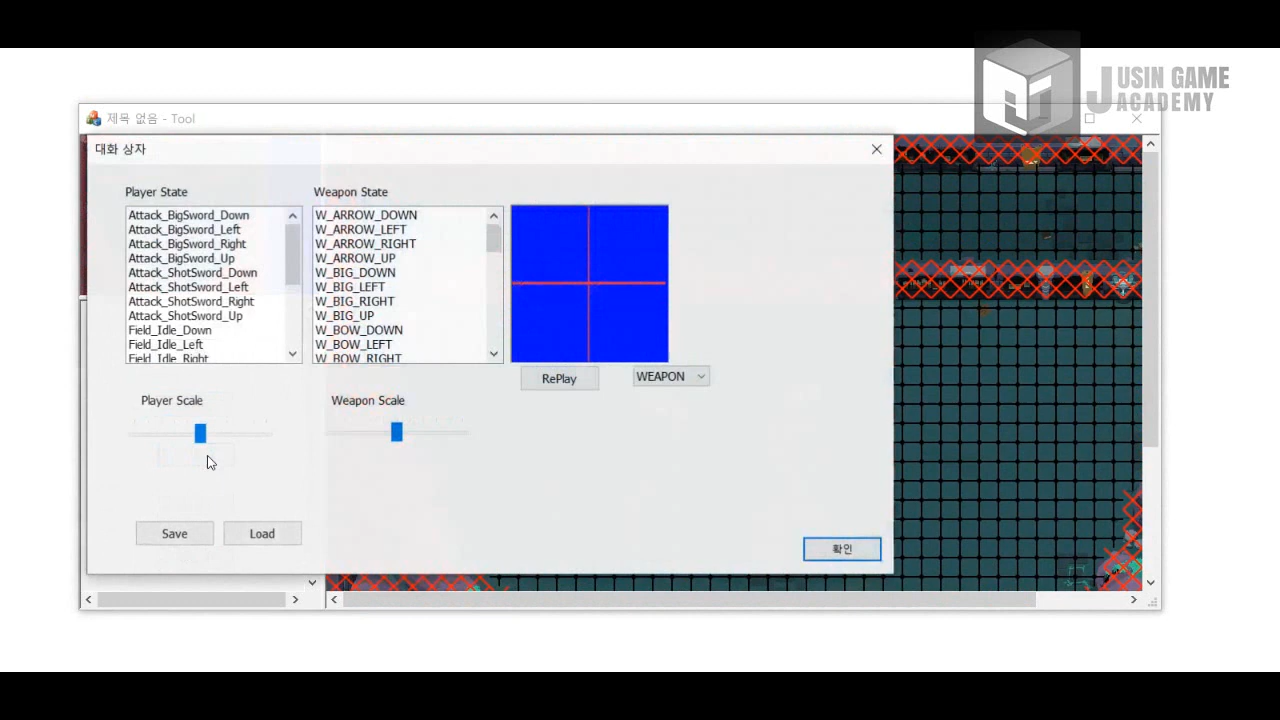 JUSIN GAME
ACADEMY
제목 없음 - Tool
대화 상자
Player State
Weapon State
Attack_BigSword_Down
Attack_BigSword_Left
Attack_BigSword_Right
Attack_BigSword_Up
Attack_ShotSword_Down
Attack_ShotSword_Left
Attack_ShotSword_Right
Attack_ShotSword_Up
Field_Idle_Down
Field_Idle_Left
Field_Idle_Right
W_ARROW_DOWN
W_ARROW_LEFT
W_ARROW_RIGHT
W_ARROW_UP
W_BIG_DOWN
W_BIG_LEFT
W_BIG_RIGHT
W_BIG_UP
W_BOW_DOWN
W_BOW_LEFT
W_BOW_RIGHT
RePlay
WEAPON
Player Scale
Weapon Scale
Save
Load
확인